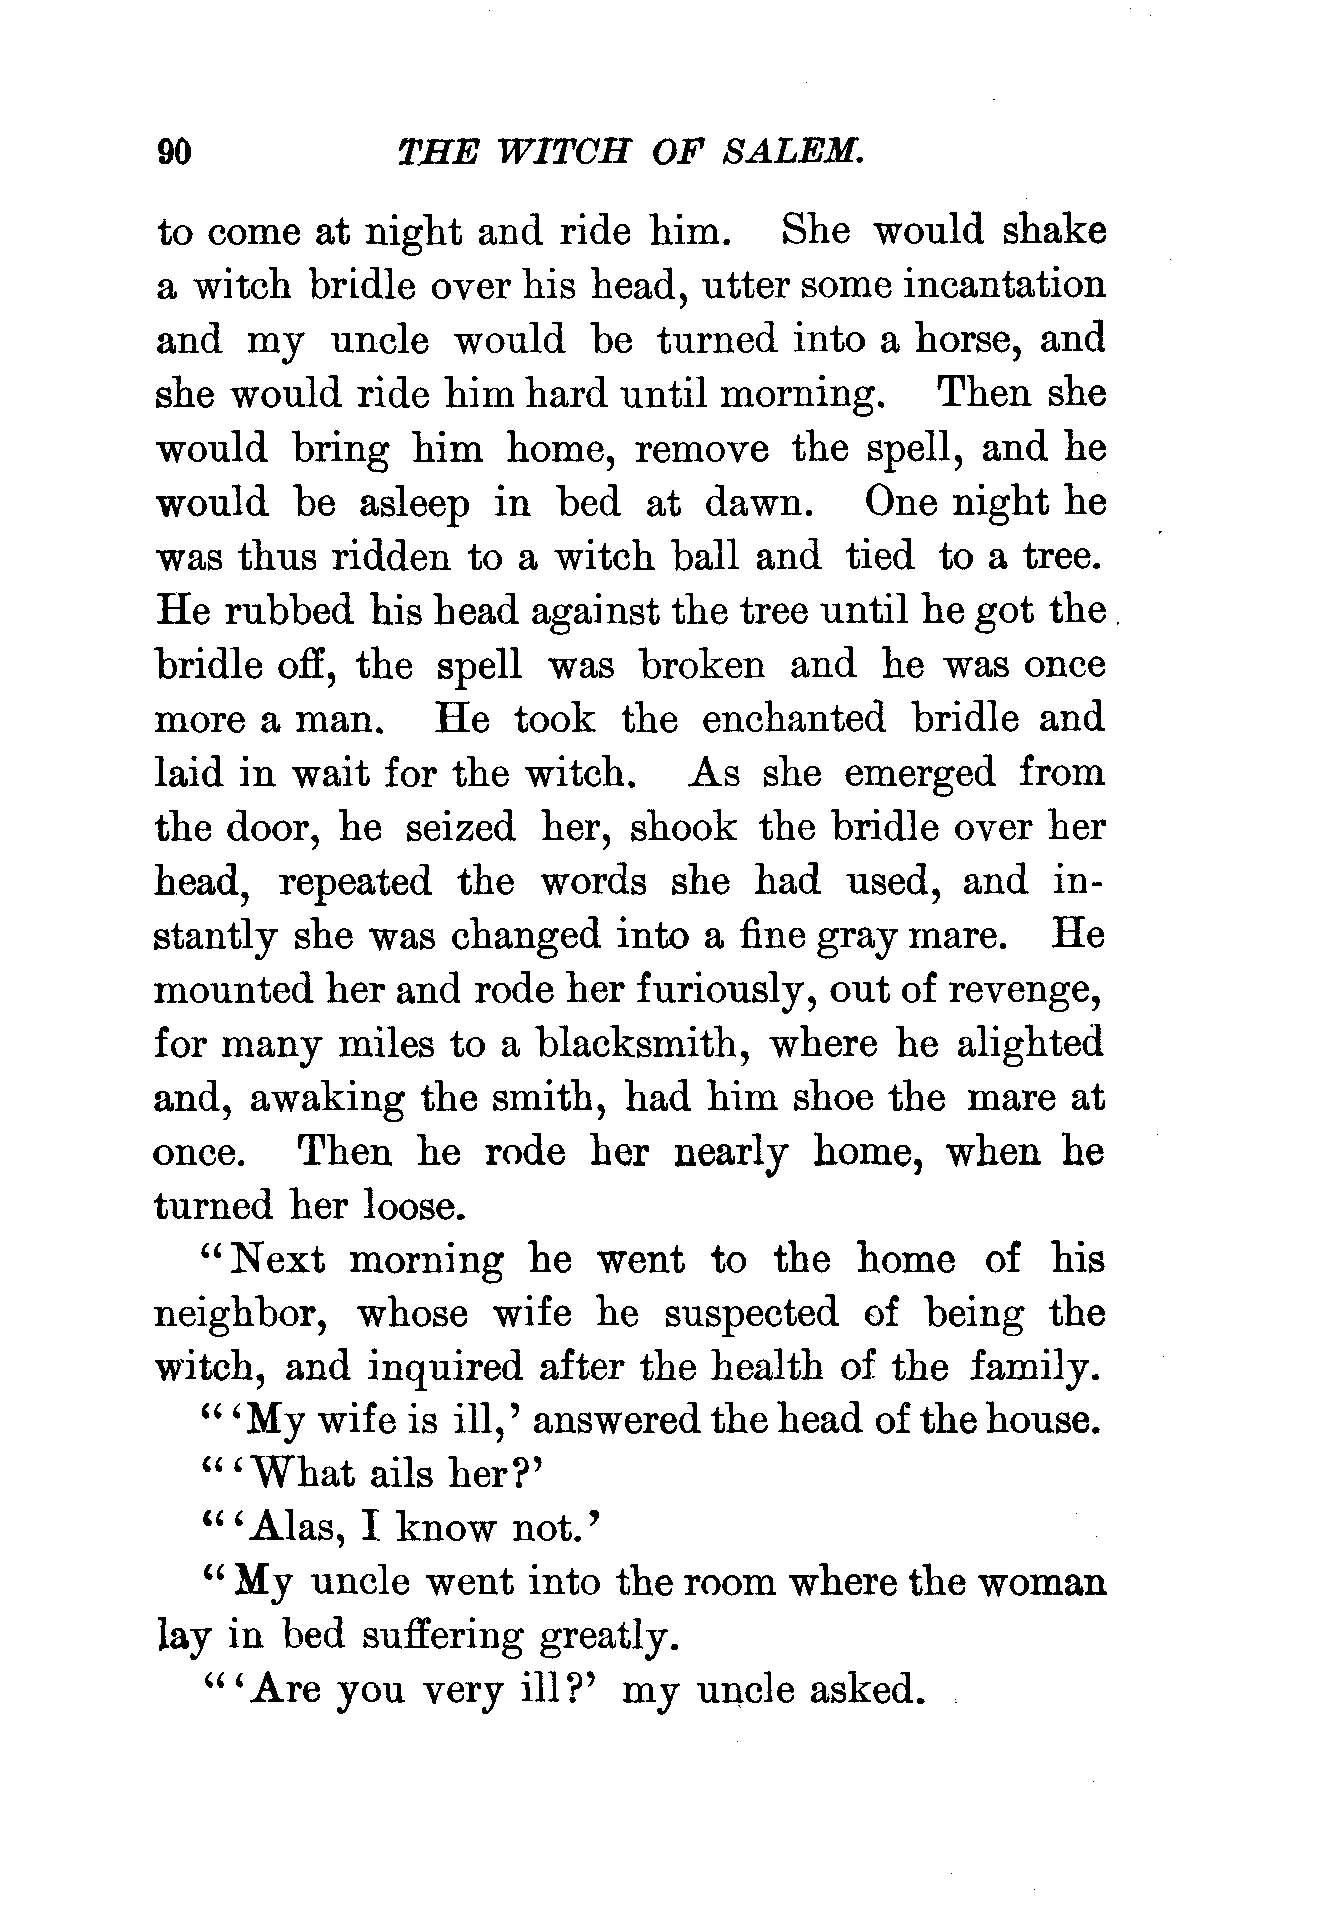 90 THE WITCH OF SALEM.
to come at night and ride him. She would shake
a witch bridle over his head, utter some incantation
and my uncle would be turned into a horse, and
she would ride him hard until morning. Then she
would bring him home, remove the spell, and he
would be asleep in bed at dawn. One night he
was thus ridden to a witch ball and tied to a tree.
He rubbed his head against the tree until he got the
bridle off, the spell was broken and he was once
more a man. He took the enchanted bridle and
laid in wait for the witch. As she emerged from
the door, he seized her, shook the bridle over her
head, repeated the words she had used, and in-
stantly she was changed into a fine gray mare. He
mounted her and rode her furiously, out of revenge,
for many miles to a blacksmith, where he alighted
and, awaking the smith, had him shoe the mare at
once. Then he rode her nearly home, when he
turned her loose.
“Next morning he went to the home of his
neighbor, whose wife he suspected of being the
witch, and inquired after the health of the family.
“‘My wife is ill,’ answered the head of the house.
“‘What ails her?’
“‘Alas, I know not.’
“My uncle went into the room where the woman
lay in bed suffering greatly.
“‘Are you very ill?’ my uncle asked.